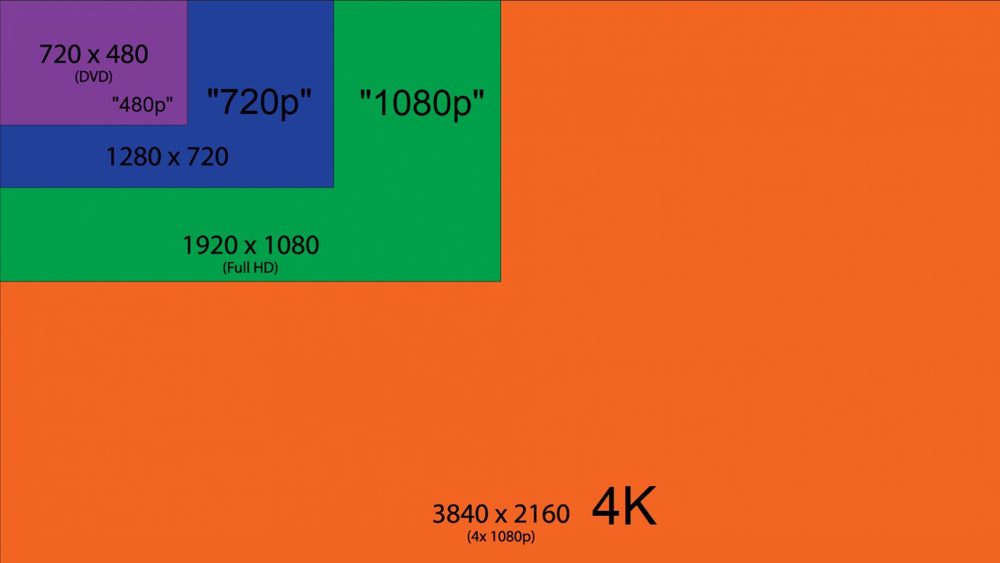 720 x 480
(DVD)
"480p"
"720p"
1280 x 720
"1080p"
1920 x 1080
(Full HD)
3840 x 2160 4K
(4x 1080p)